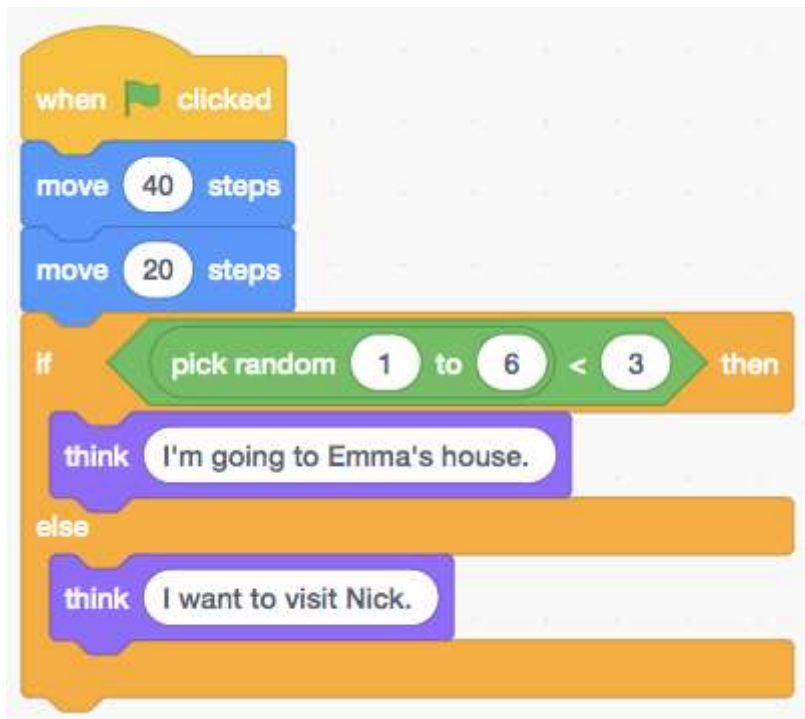 when clicked
move 40 steps
move 20 steps
if pick random 1 to 6 < 3 then
think I'm going to Emma's house.
else
think I want to visit Nick.